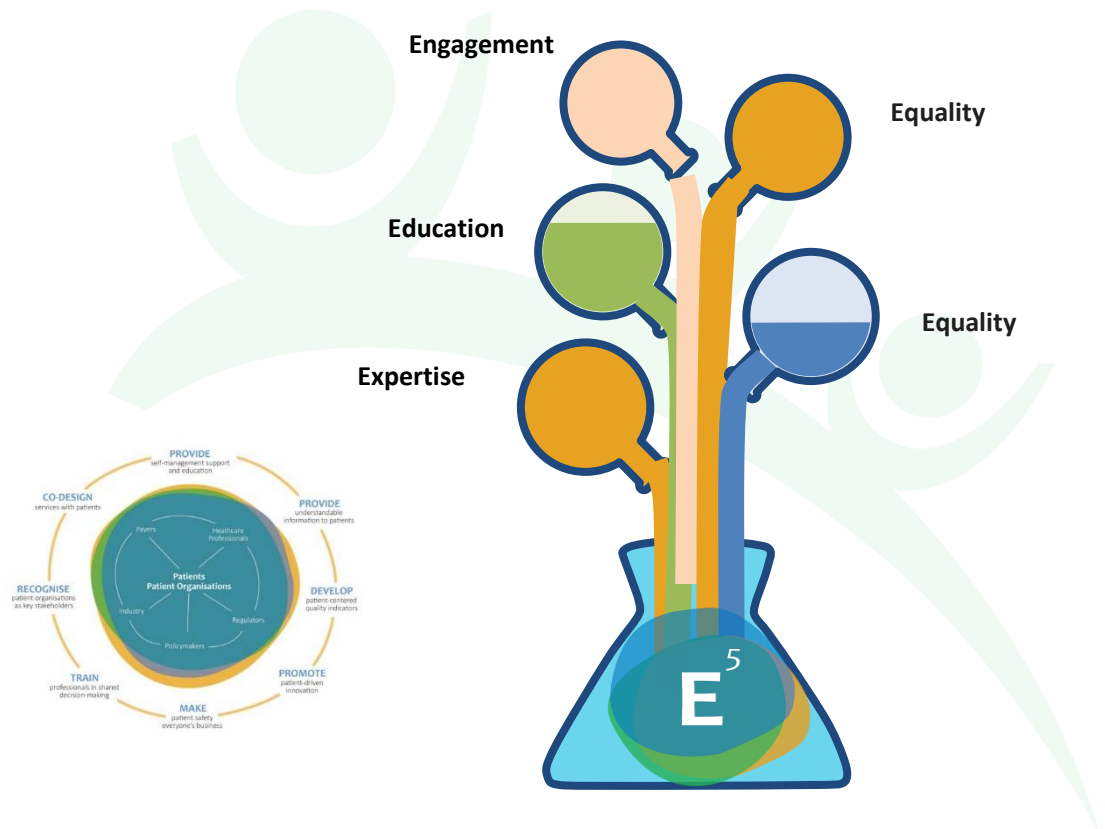 Engagement
Equality
Education
Equality
Expertise
PROVIDE
self-management support
and education
CO-DESIGN
services with patients
PROVIDE
understandable
information to patients
Payers
Healthcare
Professionals
Patients
Patient Organisations
RECOGNISE
patient organisations
as key stakeholders
DEVELOP
patient-centered
quality indicators
Industry
Regulators
Policymakers
TRAIN
professionals in shared
decision-making
PROMOTE
patient-driven
innovation
MAKE
patient safety
everyone's business
E5